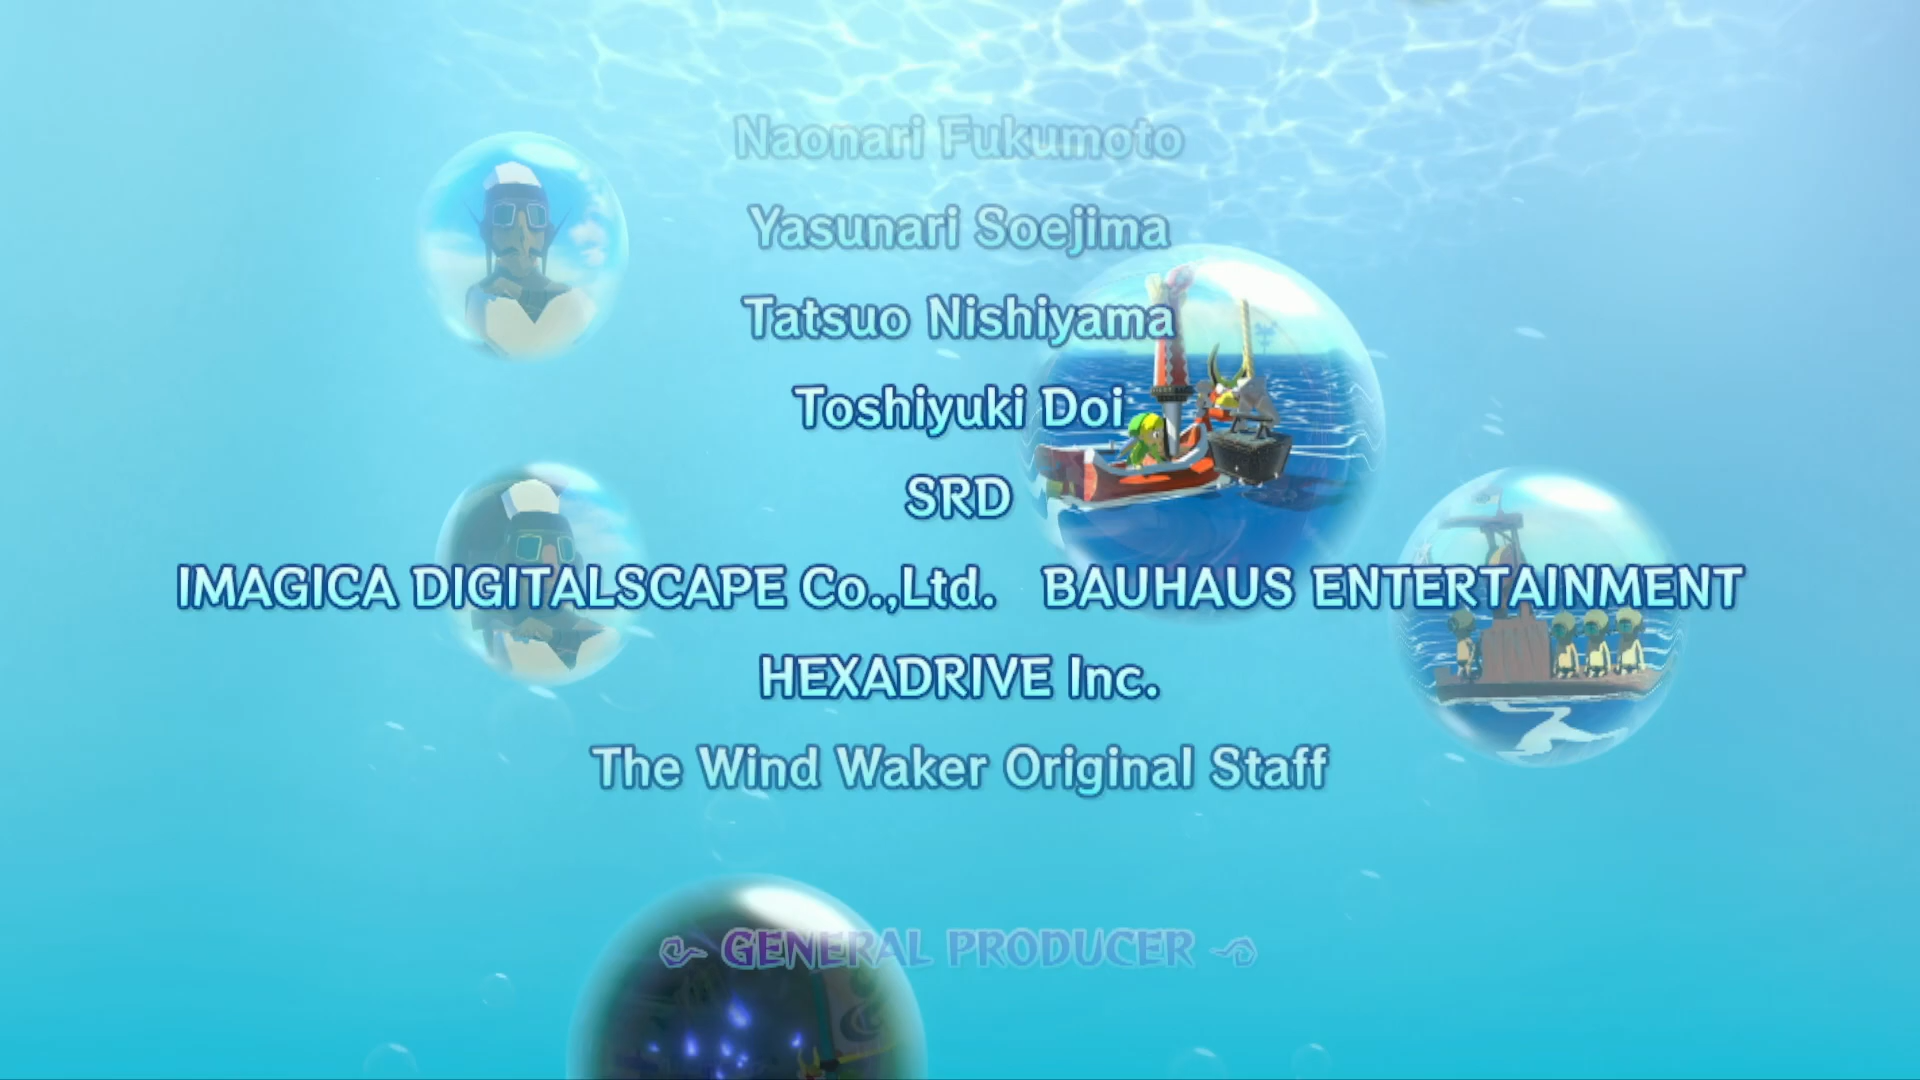 Naonari Fukumoto
Yasunari Soejima
Tatsuo Nishiyama
Toshiyuki Doi
SRD
IMAGICA DIGITALSCAPE Co.,Ltd. BAUHAUS ENTERTAINMENT
HEXADRIVE Inc.
The Wind Waker Original Staff
GENERAL PRODUCER